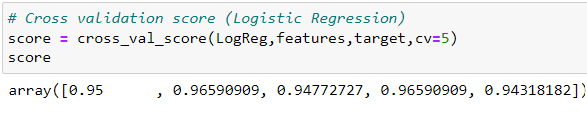 # Cross validation score (Logistic Regression)
score = cross_val_score(LogReg,features,target,cv=5)
score
array([0.95      , 0.96590909, 0.94772727, 0.96590909, 0.94318182])